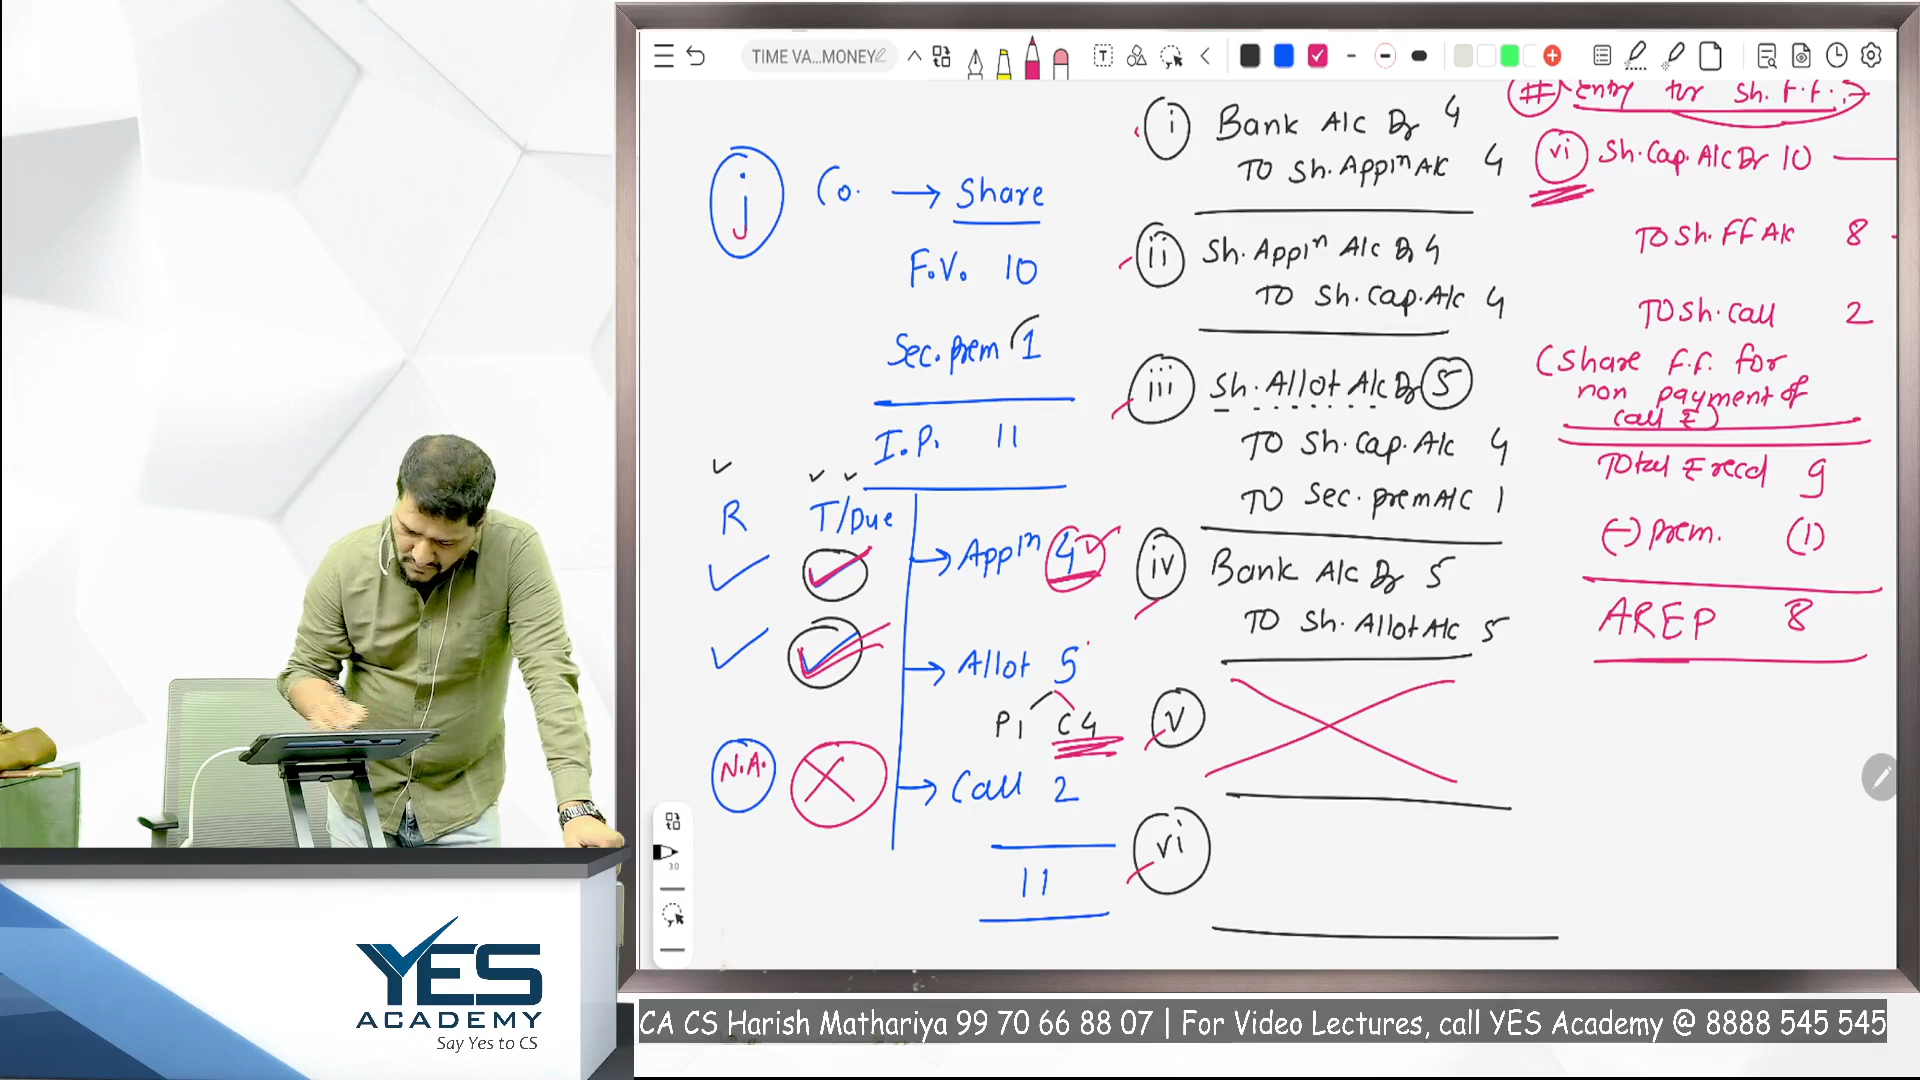 TIME VA...MONEY
j Co. → Share
F.V. 10
Sec. prem 1
I.P. 11
R T/Due
→ Appln 4
→ Allot 5
P1 C4
N.A. → Call 2
11
i Bank A/c Dr 4
TO Sh. Appln A/c 4
ii Sh. Appln A/c Dr 4
TO Sh. Cap. A/c 4
iii Sh. Allot A/c Dr 5
TO Sh. Cap. A/c 4
TO Sec. prem A/c 1
iv Bank A/c Dr 5
TO Sh. Allot A/c 5
v
vi
# entry for Sh. F.F. :→
vi Sh. Cap. A/c Dr 10
TO Sh. FF A/c 8
TO Sh. Call 2
(Share F.F. for
non payment of
call ₹)
Total ₹ recd 9
(-) prem. (1)
AREP 8
30
YES
ACADEMY
Say Yes to CS
CA CS Harish Mathariya 99 70 66 88 07 | For Video Lectures, call YES Academy @ 8888 545 545